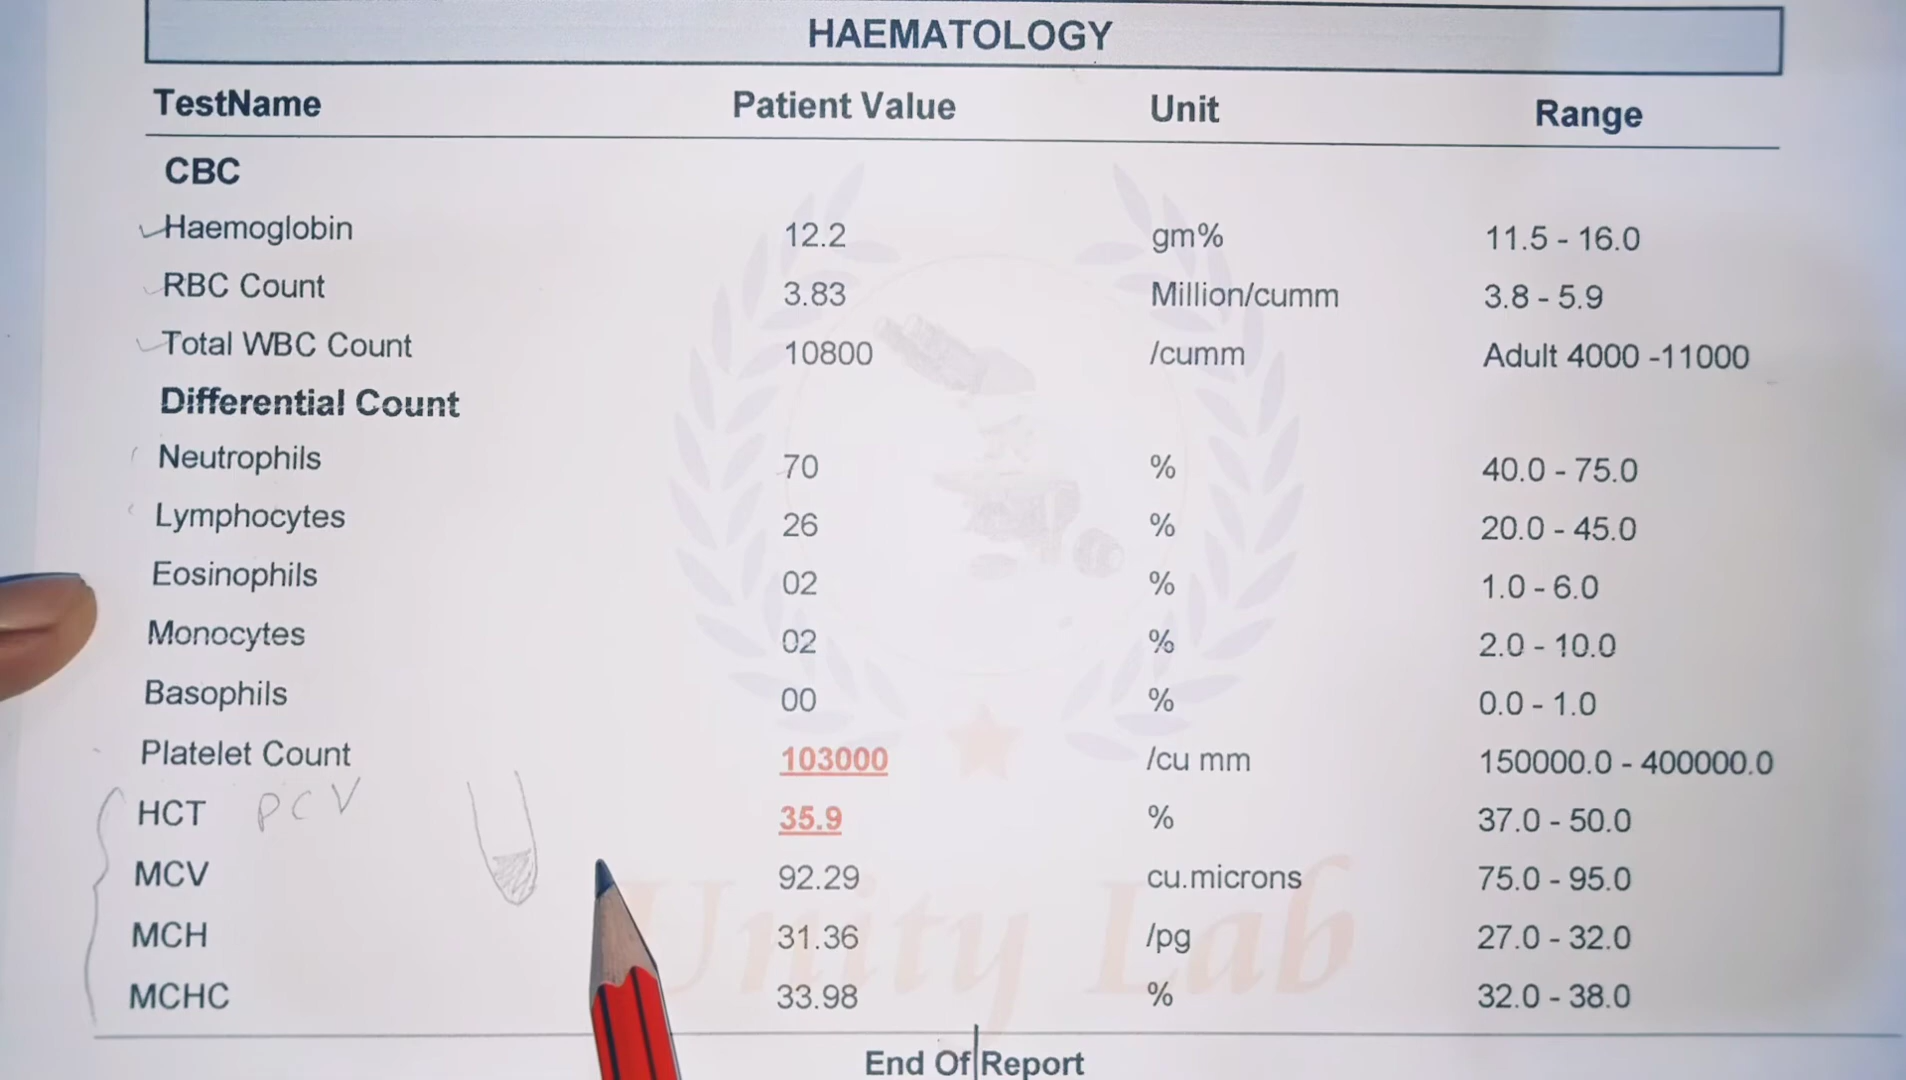 HAEMATOLOGY
TestName Patient Value Unit Range
CBC
Haemoglobin 12.2 gm% 11.5 - 16.0
RBC Count 3.83 Million/cumm 3.8 - 5.9
Total WBC Count 10800 /cumm Adult 4000 -11000
Differential Count
Neutrophils 70 % 40.0 - 75.0
Lymphocytes 26 % 20.0 - 45.0
Eosinophils 02 % 1.0 - 6.0
Monocytes 02 % 2.0 - 10.0
Basophils 00 % 0.0 - 1.0
Platelet Count 103000 /cu mm 150000.0 - 400000.0
HCT PCV 35.9 % 37.0 - 50.0
MCV 92.29 cu.microns 75.0 - 95.0
MCH 31.36 /pg 27.0 - 32.0
MCHC 33.98 % 32.0 - 38.0
Unity Lab
End Of Report